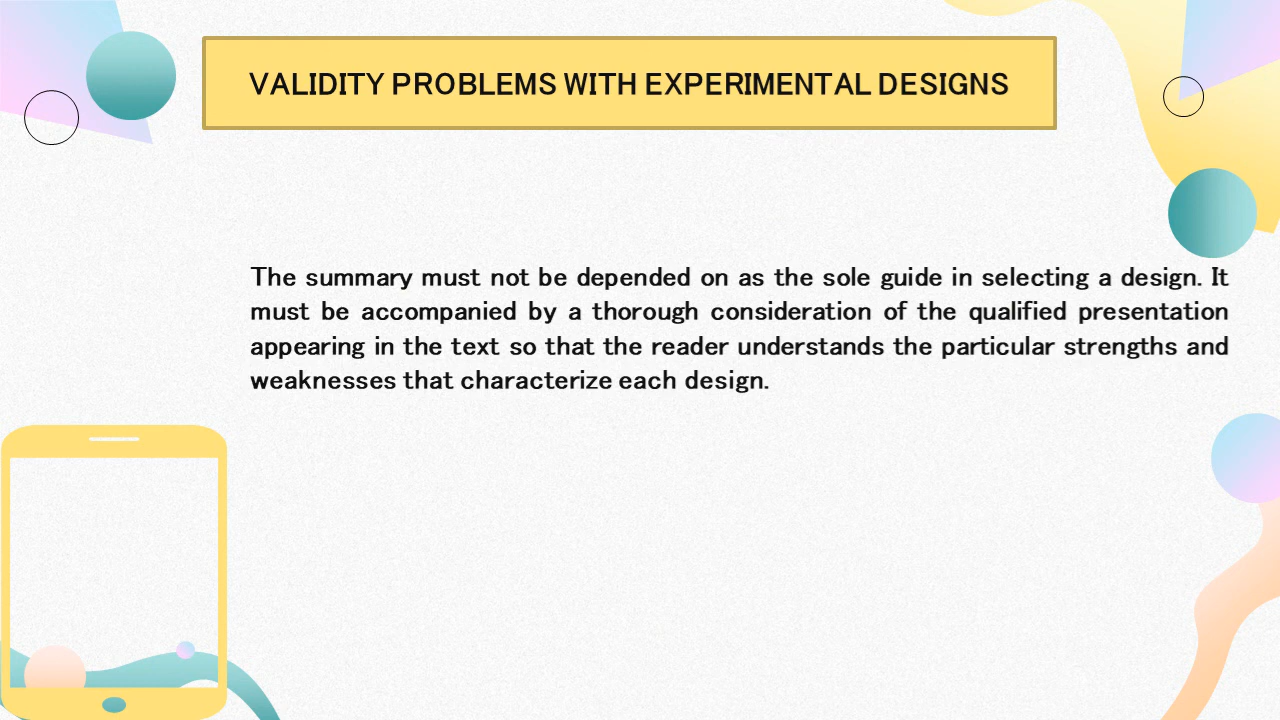 VALIDITY PROBLEMS WITH EXPERIMENTAL DESIGNS
The summary must not be depended on as the sole guide in selecting a design. It
must be accompanied by a thorough consideration of the qualified presentation
appearing in the text so that the reader understands the particular strengths and
weaknesses that characterize each design.